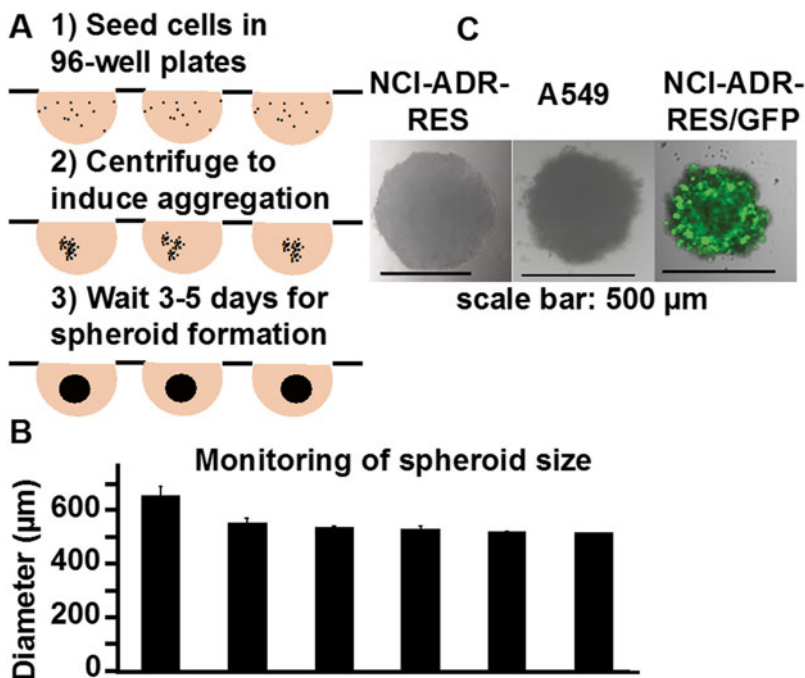 A
1) Seed cells in
96-well plates
2) Centrifuge to
induce aggregation
3) Wait 3-5 days for
spheroid formation
C
NCI-ADR-
RES
A549
NCI-ADR-
RES/GFP
scale bar: 500 µm
B
Monitoring of spheroid size
Diameter (µm)
600
400
200
0